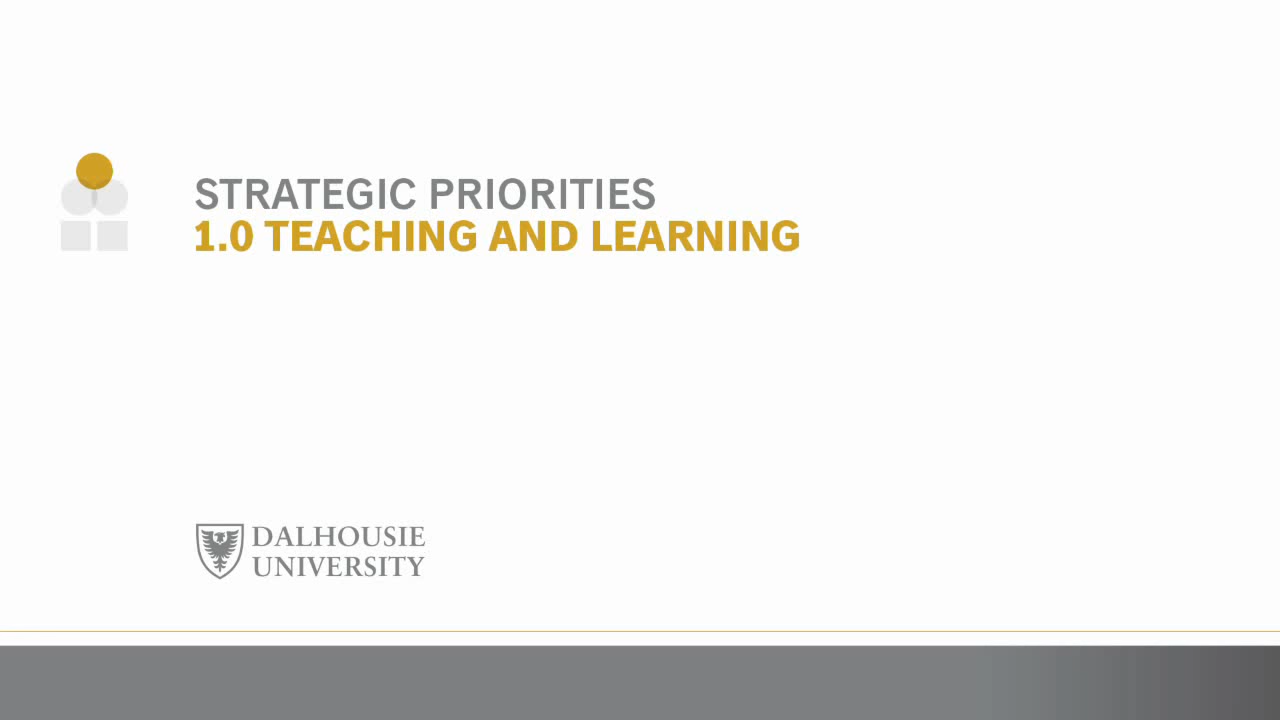 STRATEGIC PRIORITIES
1.0 TEACHING AND LEARNING
DALHOUSIE
UNIVERSITY